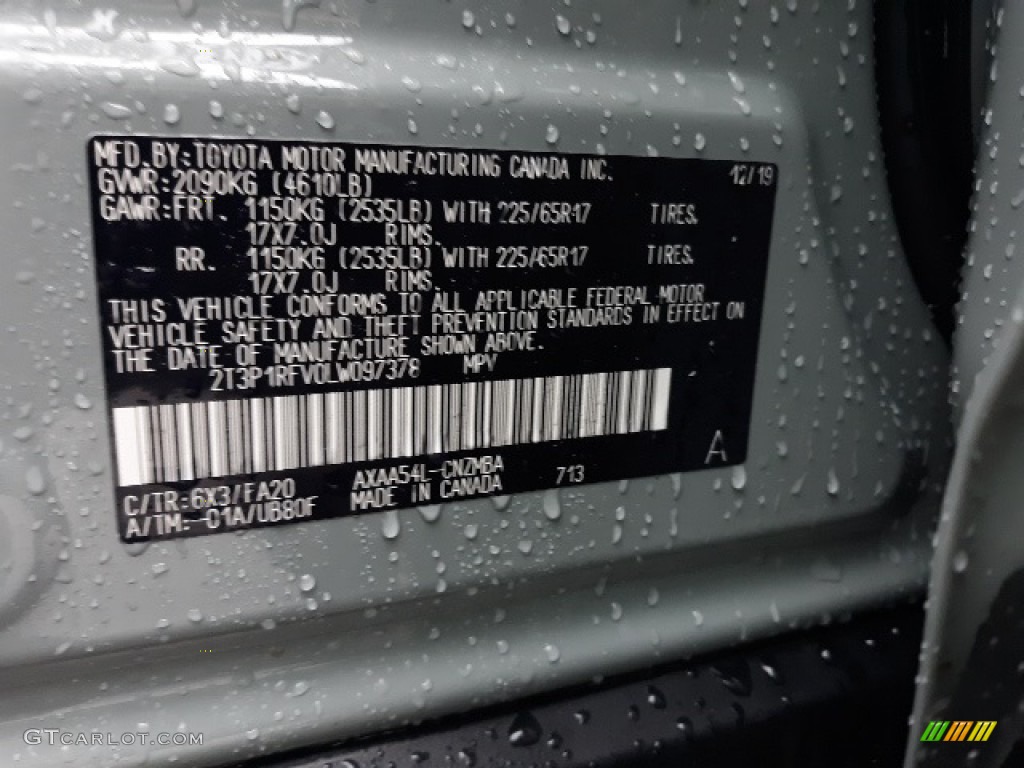 MFD.BY:TOYOTA MOTOR MANUFACTURING CANADA INC. 12/19
GVWR:2090KG (4610LB)
GAWR:FRT. 1150KG (2535LB) WITH 225/65R17 TIRES.
17X7.0J RIMS.
RR. 1150KG (2535LB) WITH 225/65R17 TIRES.
17X7.0J RIMS.
THIS VEHICLE CONFORMS TO ALL APPLICABLE FEDERAL MOTOR
VEHICLE SAFETY AND THEFT PREVENTION STANDARDS IN EFFECT ON
THE DATE OF MANUFACTURE SHOWN ABOVE.
2T3P1RFV0LW097378 MPV
A
C/TR:6X3/FA20 AXAA54L-CNZMBA 713
A/TM:-01A/UB80F MADE IN CANADA
GTCARLOT.COM